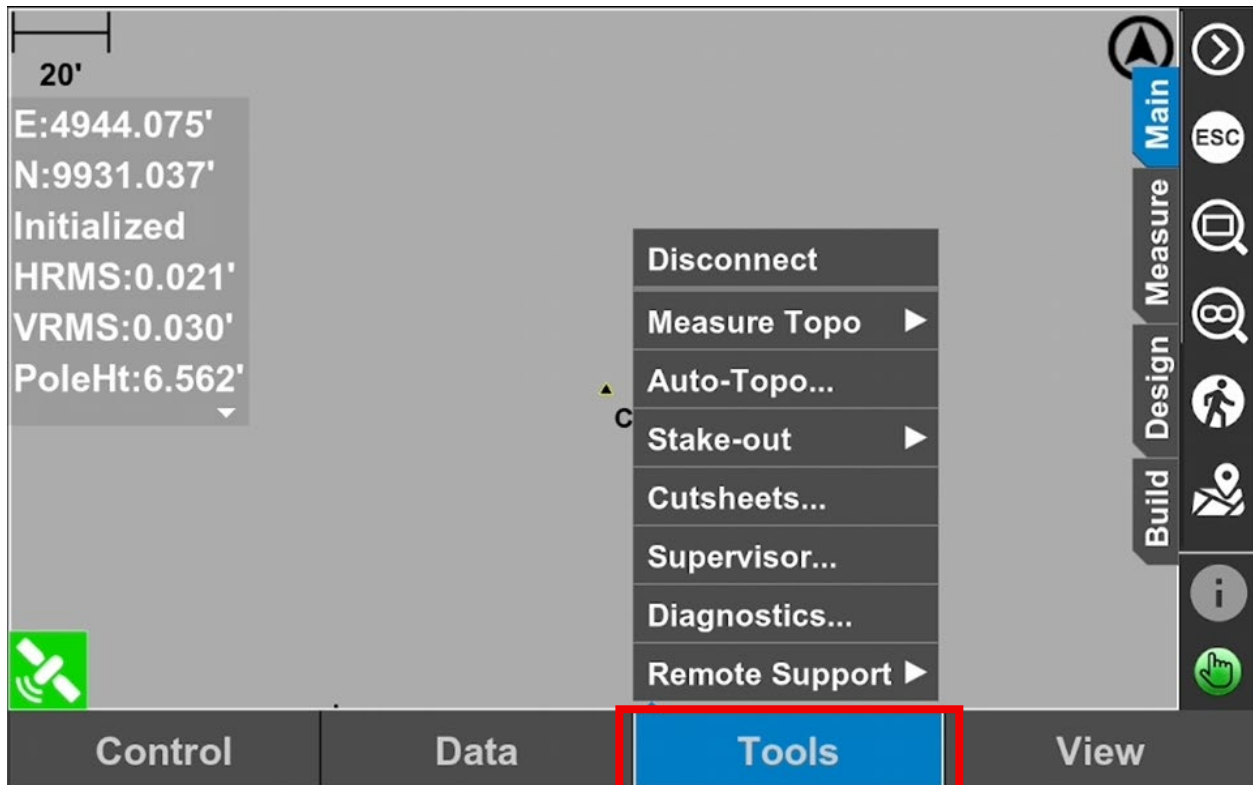 20'
E:4944.075'
N:9931.037'
Initialized
HRMS:0.021'
VRMS:0.030'
PoleHt:6.562'
C
Disconnect
Measure Topo
Auto-Topo...
Stake-out
Cutsheets...
Supervisor...
Diagnostics...
Remote Support
Main
Measure
Design
Build
ESC
i
Control
Data
Tools
View